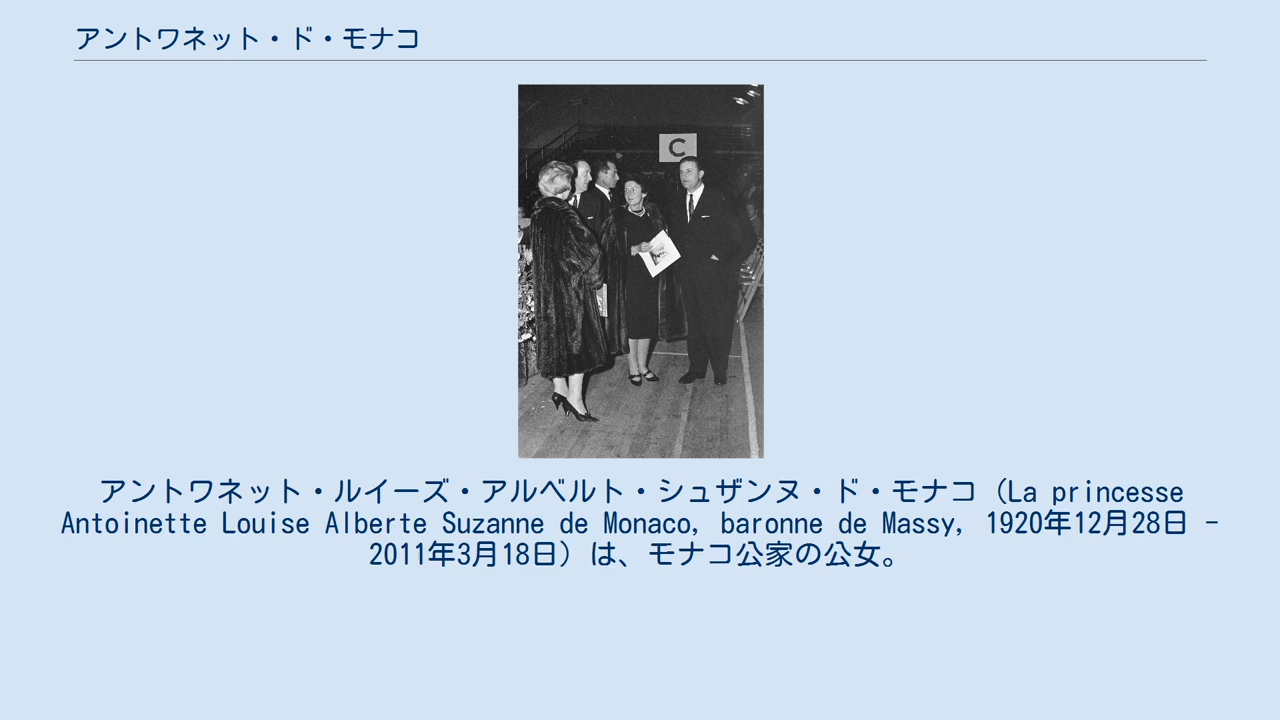 アントワネット・ド・モナコ
C
アントワネット・ルイーズ・アルベルト・シュザンヌ・ド・モナコ（La princesse
Antoinette Louise Alberte Suzanne de Monaco, baronne de Massy, 1920年12月28日 -
2011年3月18日）は、モナコ公家の公女。